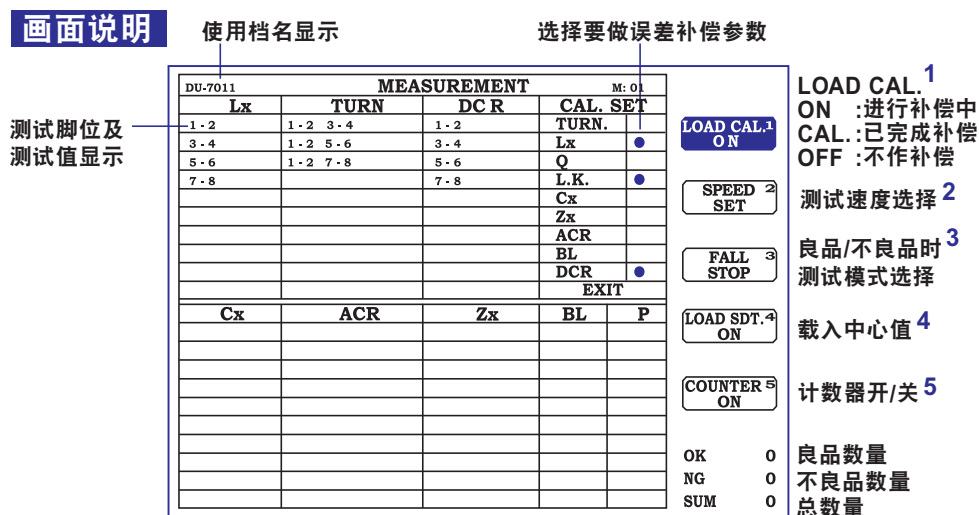 画面说明
使用档名显示
选择要做误差补偿参数
DU-7011 MEASUREMENT M: 01
Lx TURN DC R CAL. SET
测试脚位及
测试值显示
1 - 2 1 - 2 3 - 4 1 - 2 TURN.
3 - 4 1 - 2 5 - 6 3 - 4 Lx ●
5 - 6 1 - 2 7 - 8 5 - 6 Q
7 - 8 7 - 8 L.K. ●
Cx
Zx
ACR
BL
DCR ●
EXIT
Cx ACR Zx BL P
LOAD CAL.1
ON
SPEED 2
SET
FALL 3
STOP
LOAD SDT.4
ON
COUNTER 5
ON
OK 0
NG 0
SUM 0
LOAD CAL. 1
ON :进行补偿中
CAL.:已完成补偿
OFF :不作补偿
测试速度选择 2
良品/不良品时 3
测试模式选择
载入中心值 4
计数器开/关 5
良品数量
不良品数量
总数量